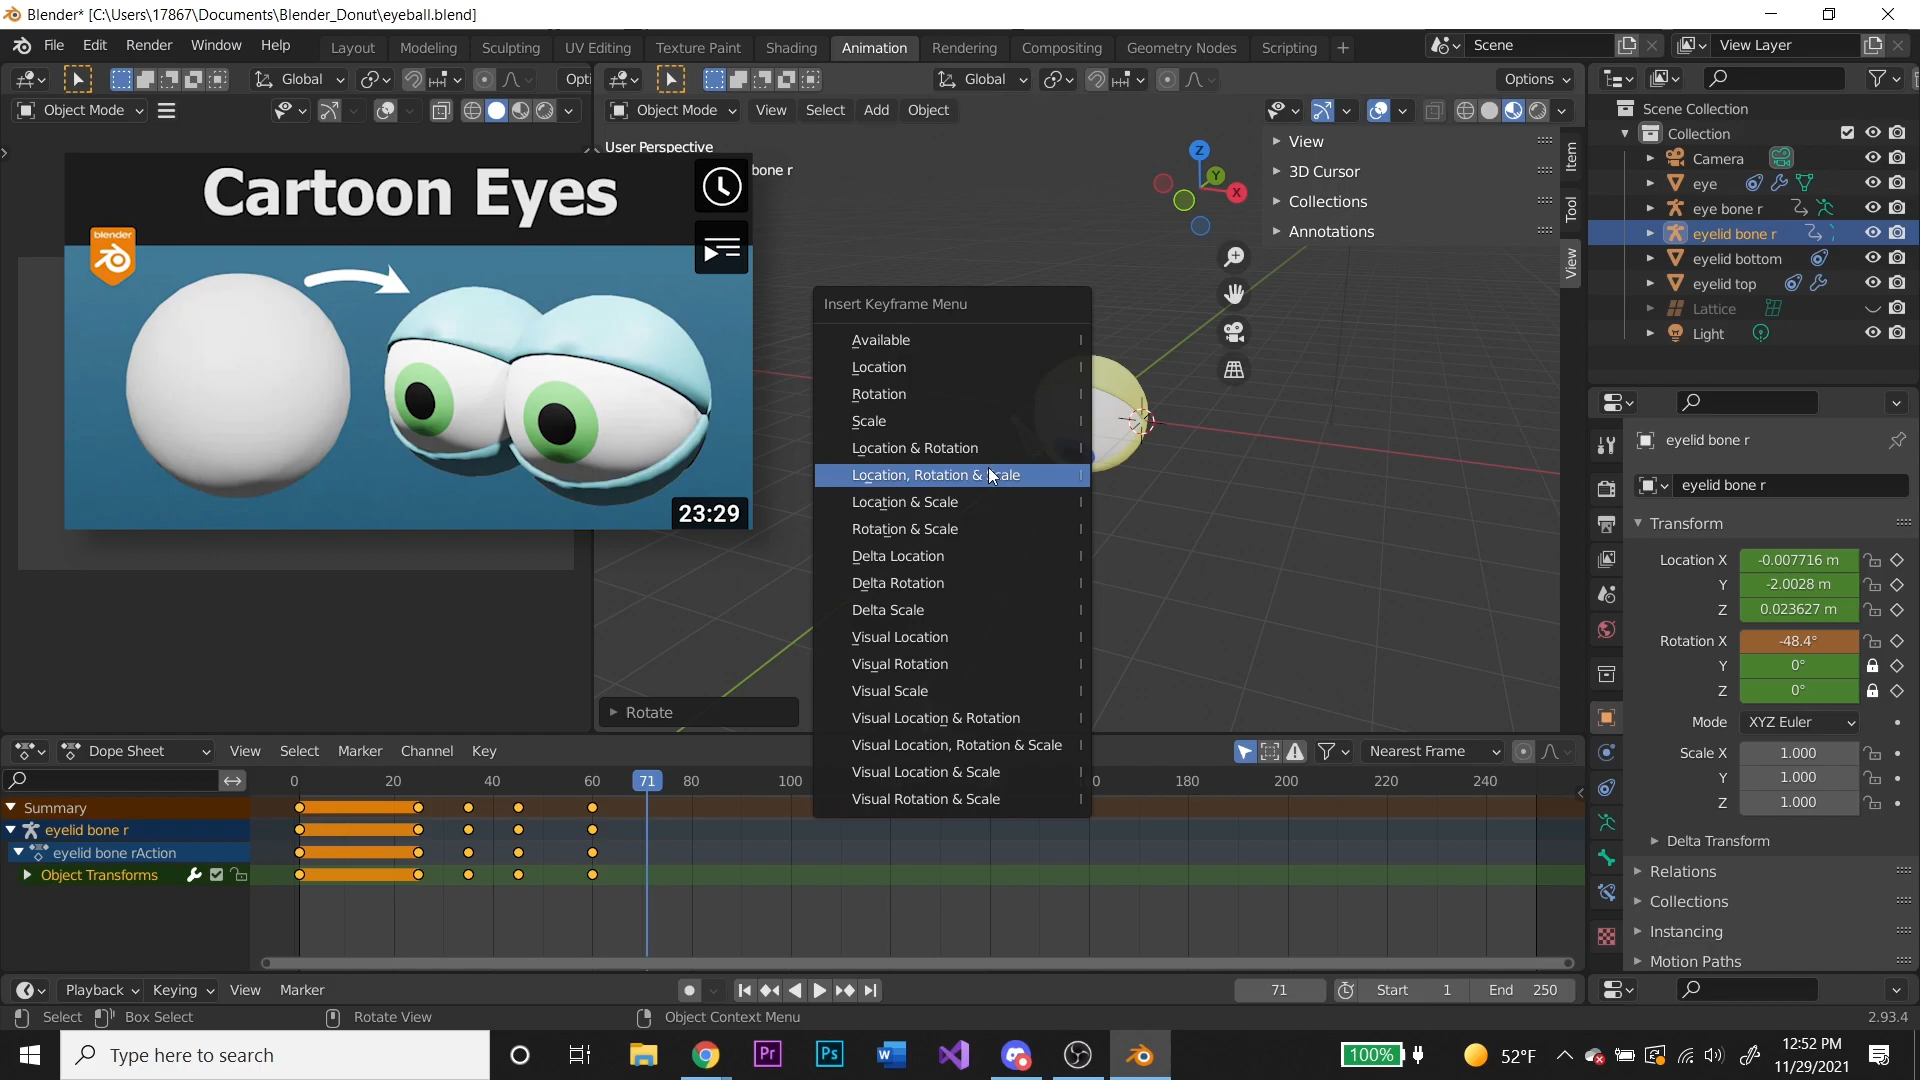 Blender* [C:\Users\17867\Documents\Blender_Donut\eyeball.blend]
File Edit Render Window Help Layout Modeling Sculpting UV Editing Texture Paint Shading Animation Rendering Compositing Geometry Nodes Scripting + Scene View Layer
Global Opti Global Options
Object Mode Object Mode View Select Add Object
User Perspective
bone r
Cartoon Eyes
blender
23:29
Z
Y
X
View
3D Cursor
Collections
Annotations
Item
Tool
View
Scene Collection
Collection
Camera
eye
eye bone r
eyelid bone r
eyelid bottom
eyelid top
Lattice
Light
Insert Keyframe Menu
Available I
Location I
Rotation I
Scale I
Location & Rotation I
Location, Rotation & Scale I
Location & Scale I
Rotation & Scale I
Delta Location I
Delta Rotation I
Delta Scale I
Visual Location I
Visual Rotation I
Visual Scale I
Visual Location & Rotation I
Visual Location, Rotation & Scale I
Visual Location & Scale I
Visual Rotation & Scale I
Rotate
eyelid bone r
eyelid bone r
Transform
Location X -0.007716 m
Y -2.0028 m
Z 0.023627 m
Rotation X -48.4°
Y 0°
Z 0°
Mode XYZ Euler
Scale X 1.000
Y 1.000
Z 1.000
Delta Transform
Relations
Collections
Instancing
Motion Paths
Dope Sheet View Select Marker Channel Key Nearest Frame
0 20 40 60 71 80 100 0 180 200 220 240
Summary
eyelid bone r
eyelid bone rAction
Object Transforms
Playback Keying View Marker 71 Start 1 End 250
Select Box Select Rotate View Object Context Menu 2.93.4
Type here to search Pr Ps 100% 52°F 12:52 PM
11/29/2021